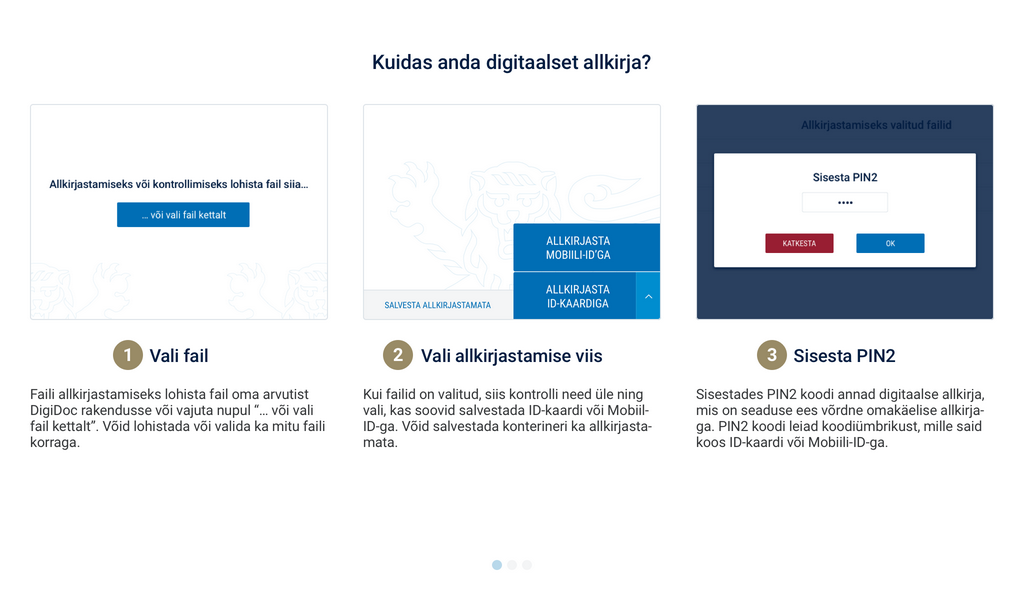 Kuidas anda digitaalset allkirja?
Allkirjastamiseks või kontrollimiseks lohista fail siia...
... või vali fail kettalt
ALLKIRJASTA
MOBIILI-ID'GA
ALLKIRJASTA
ID-KAARDIGA
SALVESTA ALLKIRJASTAMATA
Allkirjastamiseks valitud failid
Sisesta PIN2
••••
KATKESTA
OK
1 Vali fail
Faili allkirjastamiseks lohista fail oma arvutist
DigiDoc rakendusse või vajuta nupul “... või vali
fail kettalt”. Võid lohistada või valida ka mitu faili
korraga.
2 Vali allkirjastamise viis
Kui failid on valitud, siis kontrolli need üle ning
vali, kas soovid salvestada ID-kaardi või Mobiil-
ID-ga. Võid salvestada konterineri ka allkirjasta-
mata.
3 Sisesta PIN2
Sisestades PIN2 koodi annad digitaalse allkirja,
mis on seaduse ees võrdne omakäelise allkirja-
ga. PIN2 koodi leiad koodiümbrikust, mille said
koos ID-kaardi või Mobiili-ID-ga.